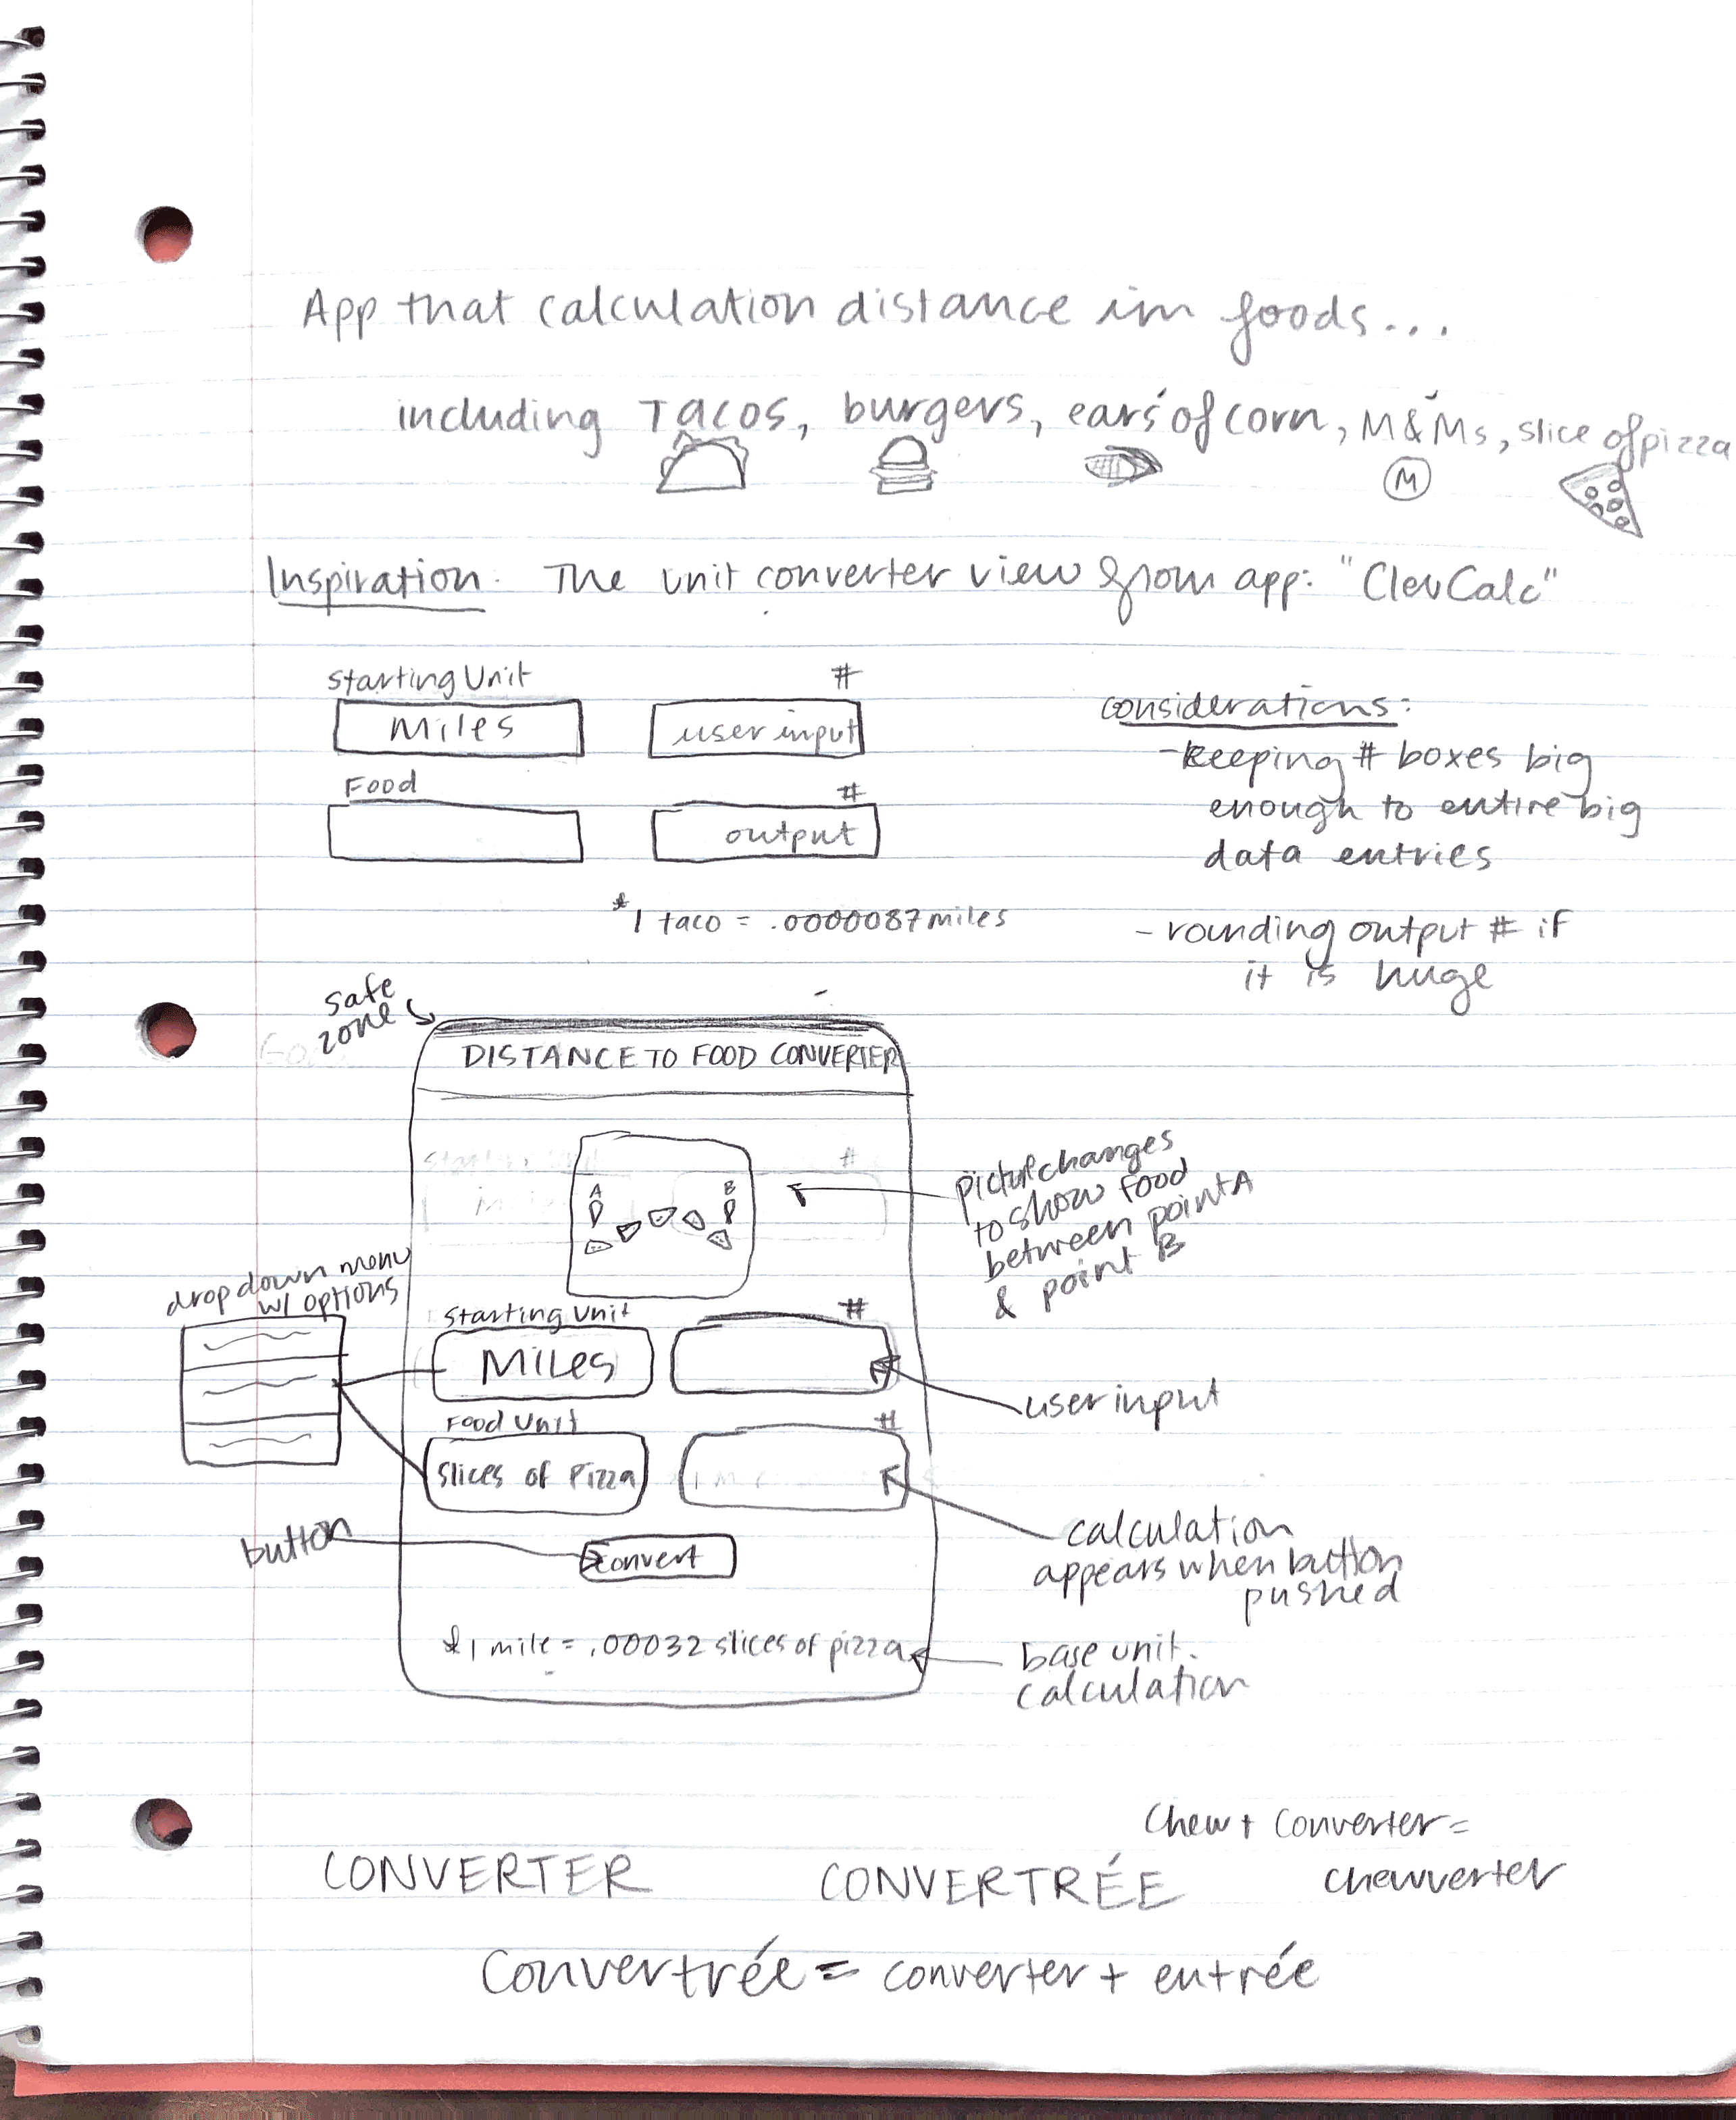 App that calculation distance in foods...
including Tacos, burgers, ears of corn, M&Ms, slice of pizza
M
Inspiration: The unit converter view from app: "ClevCalc"
Starting Unit #
Miles user input
Food #
output
*1 taco = .0000087 miles
considerations:
- keeping # boxes big
enough to entire big
data entries
- rounding output # if
it is huge
safe
zone
DISTANCE TO FOOD CONVERTER
A B
picture changes
to show food
between point A
& point B
drop down menu
w/ options
Starting Unit #
Miles
user input
Food Unit #
Slices of Pizza
calculation
appears when button
pushed
button
Convert
*1 mile = .00032 slices of pizza
base unit
calculation
Chew + Converter =
chewverter
CONVERTER CONVERTRÉE
Convertrée = converter + entrée